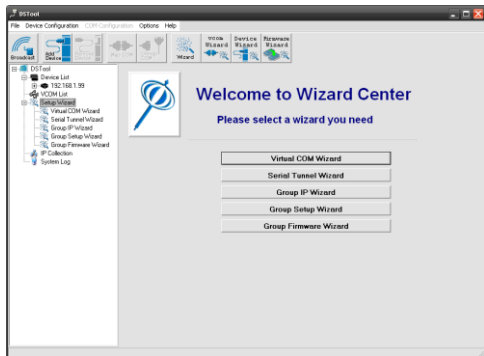 DSTool
File Device Configuration COM Configuration Options Help
Broadcast Add Device Wizard VCOM Wizard Device Wizard Firmware Wizard
DSTool
Device List
192.168.1.99
VCOM List
Setup Wizard
Virtual COM Wizard
Serial Tunnel Wizard
Group IP Wizard
Group Setup Wizard
Group Firmware Wizard
IP Collection
System Log
Welcome to Wizard Center
Please select a wizard you need
Virtual COM Wizard
Serial Tunnel Wizard
Group IP Wizard
Group Setup Wizard
Group Firmware Wizard